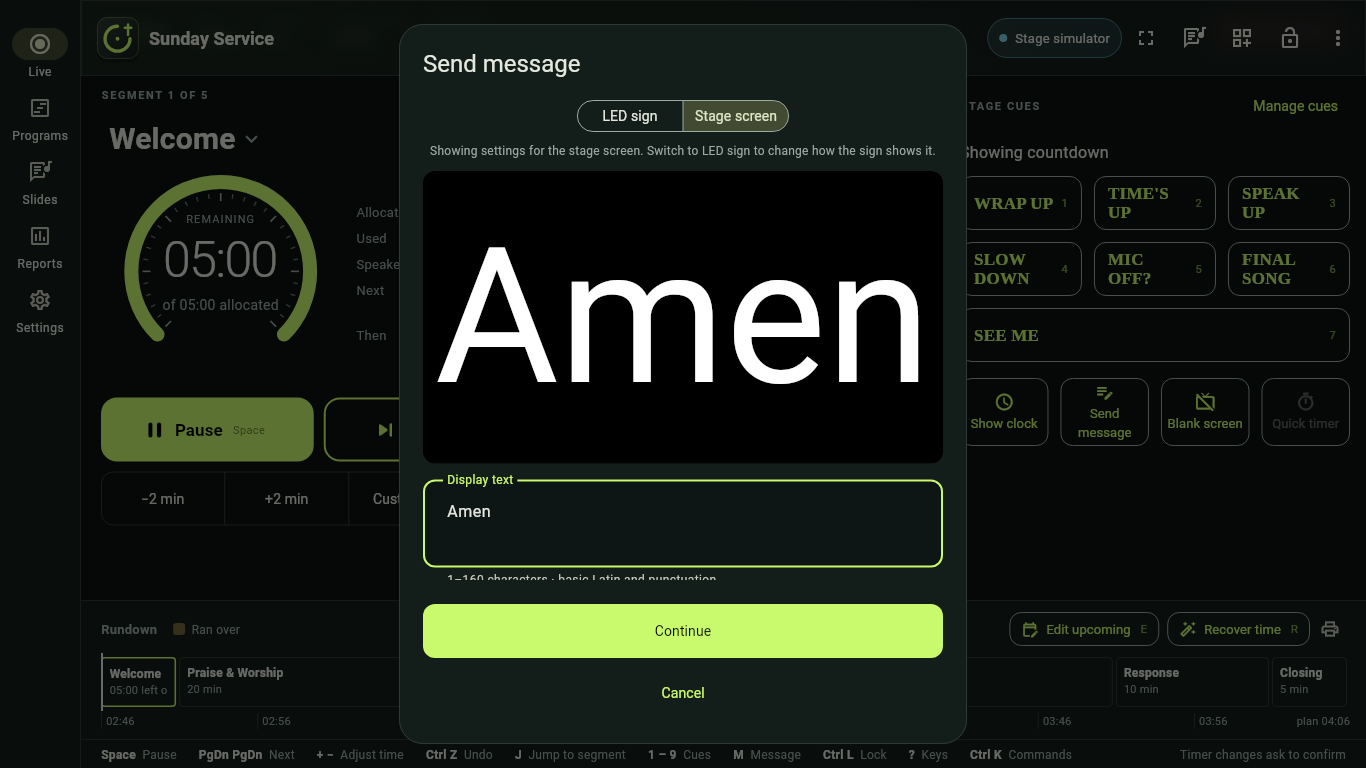 Sunday Service
Stage simulator
Live
Programs
Slides
Reports
Settings
SEGMENT 1 OF 5
Welcome
REMAINING
05:00
of 05:00 allocated
Used
Next
Then
Pause Space
−2 min
+2 min
Send message
LED sign
Stage screen
Showing settings for the stage screen. Switch to LED sign to change how the sign shows it.
Amen
Display text
Amen
1–160 characters · basic Latin and punctuation
Continue
Cancel
Manage cues
Showing countdown
WRAP UP 1
TIME'S UP 2
SPEAK UP 3
SLOW DOWN 4
MIC OFF? 5
FINAL SONG 6
SEE ME 7
Show clock
Send message
Blank screen
Quick timer
Rundown
Ran over
Edit upcoming E
Recover time R
Welcome
05:00 left o
Praise & Worship
20 min
Response
10 min
Closing
5 min
02:46
02:56
03:46
03:56
plan 04:06
Space Pause
PgDn PgDn Next
+ − Adjust time
Ctrl Z Undo
J Jump to segment
1 – 9 Cues
M Message
Ctrl L Lock
? Keys
Ctrl K Commands
Timer changes ask to confirm